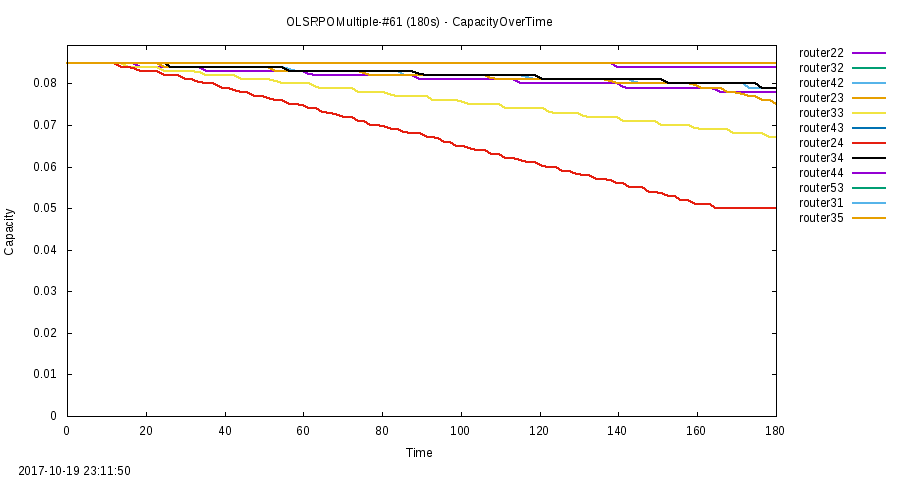 OLSRPOMultiple-#61 (180s) - CapacityOverTime
router22
router32
router42
router23
router33
router43
router24
router34
router44
router53
router31
router35
0.08
0.07
0.06
0.05
0.04
0.03
0.02
0.01
0
Capacity
0 20 40 60 80 100 120 140 160 180
Time
2017-10-19 23:11:50